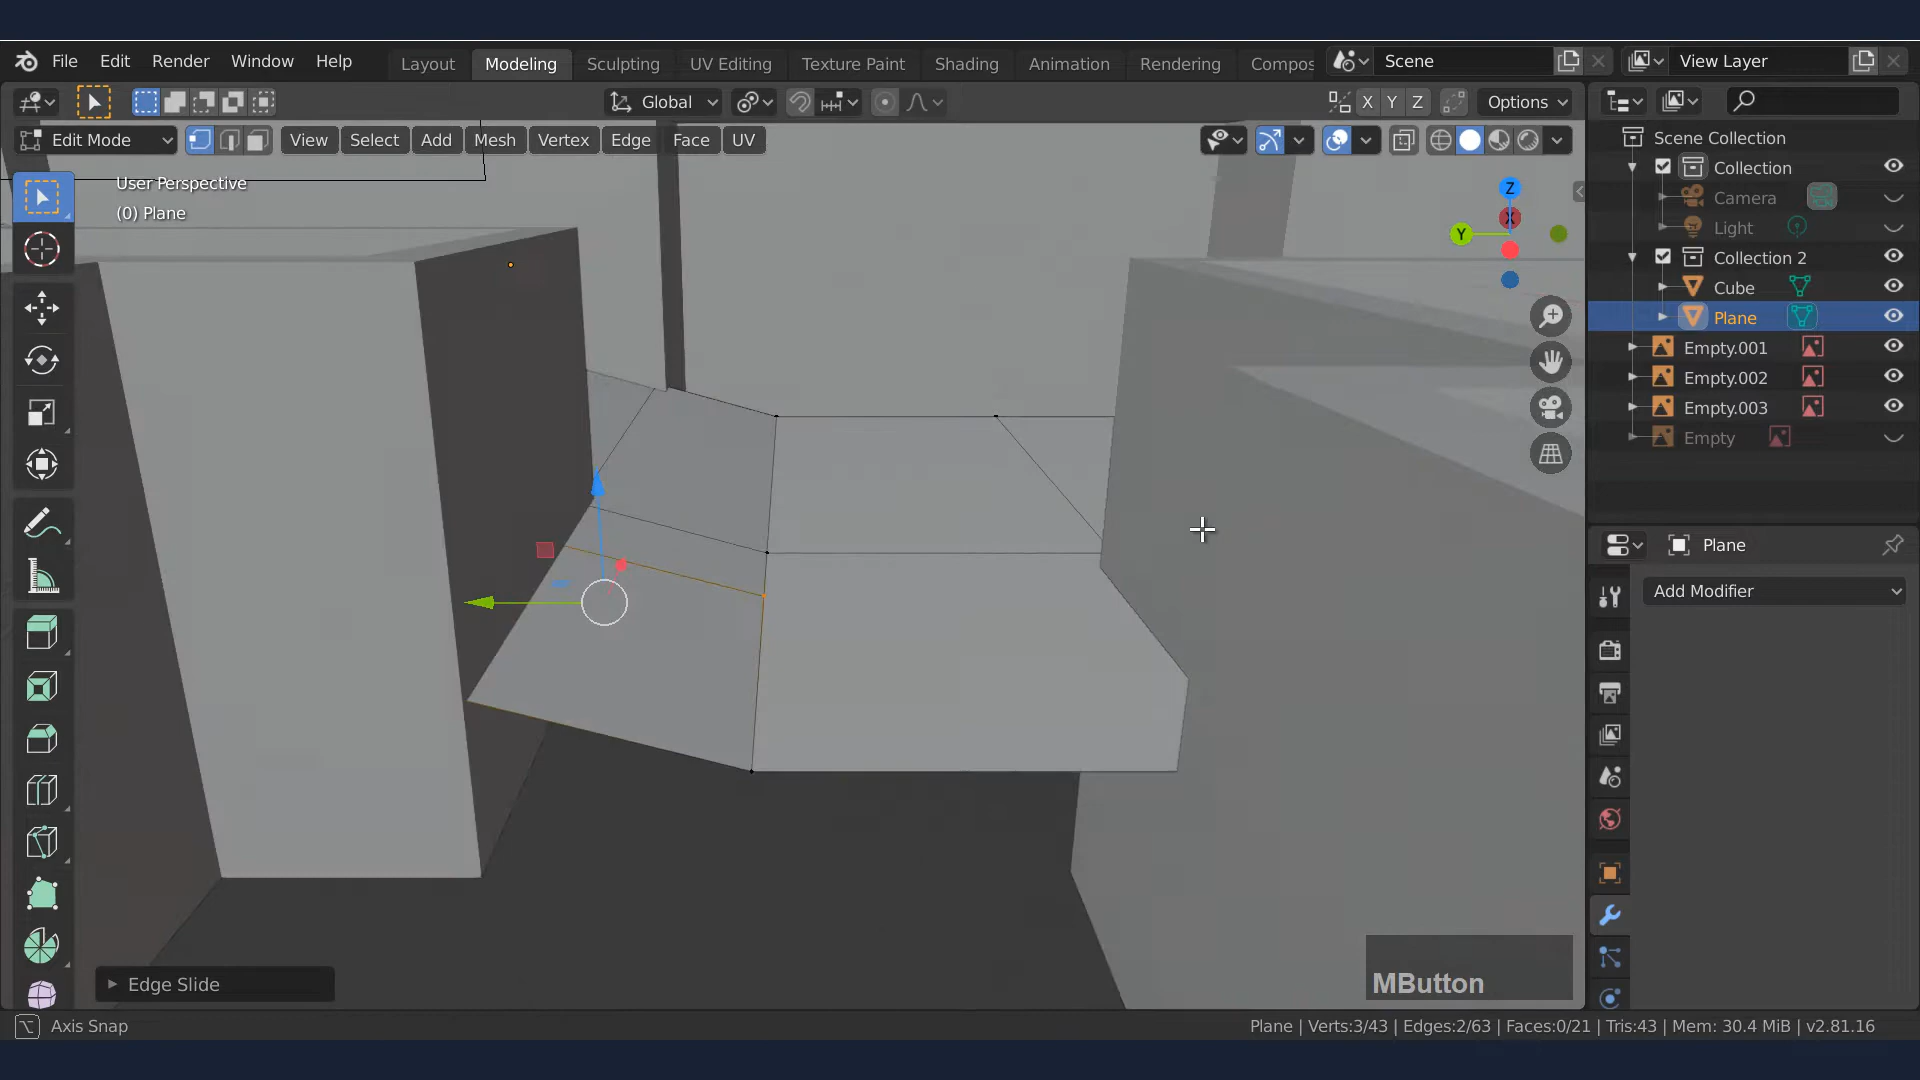 File Edit Render Window Help Layout Modeling Sculpting UV Editing Texture Paint Shading Animation Rendering Compos Scene View Layer
Global X Y Z Options
Edit Mode View Select Add Mesh Vertex Edge Face UV
User Perspective
(0) Plane
Z
X
Y
Scene Collection
Collection
Camera
Light
Collection 2
Cube
Plane
Empty.001
Empty.002
Empty.003
Empty
Plane
Add Modifier
Edge Slide
MButton
Axis Snap
Plane | Verts:3/43 | Edges:2/63 | Faces:0/21 | Tris:43 | Mem: 30.4 MiB | v2.81.16